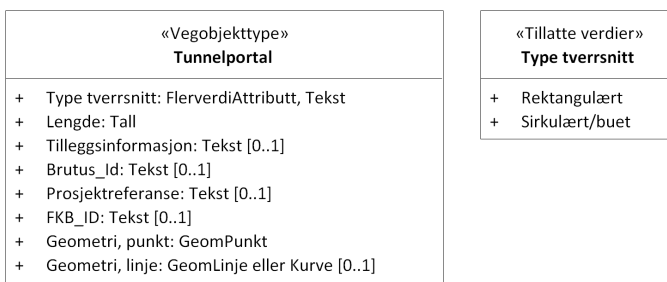 «Vegobjekttype»
Tunnelportal
+ Type tverrsnitt: FlerverdiAttributt, Tekst
+ Lengde: Tall
+ Tilleggsinformasjon: Tekst [0..1]
+ Brutus_Id: Tekst [0..1]
+ Prosjektreferanse: Tekst [0..1]
+ FKB_ID: Tekst [0..1]
+ Geometri, punkt: GeomPunkt
+ Geometri, linje: GeomLinje eller Kurve [0..1]
«Tillatte verdier»
Type tverrsnitt
+ Rektangulært
+ Sirkulært/buet